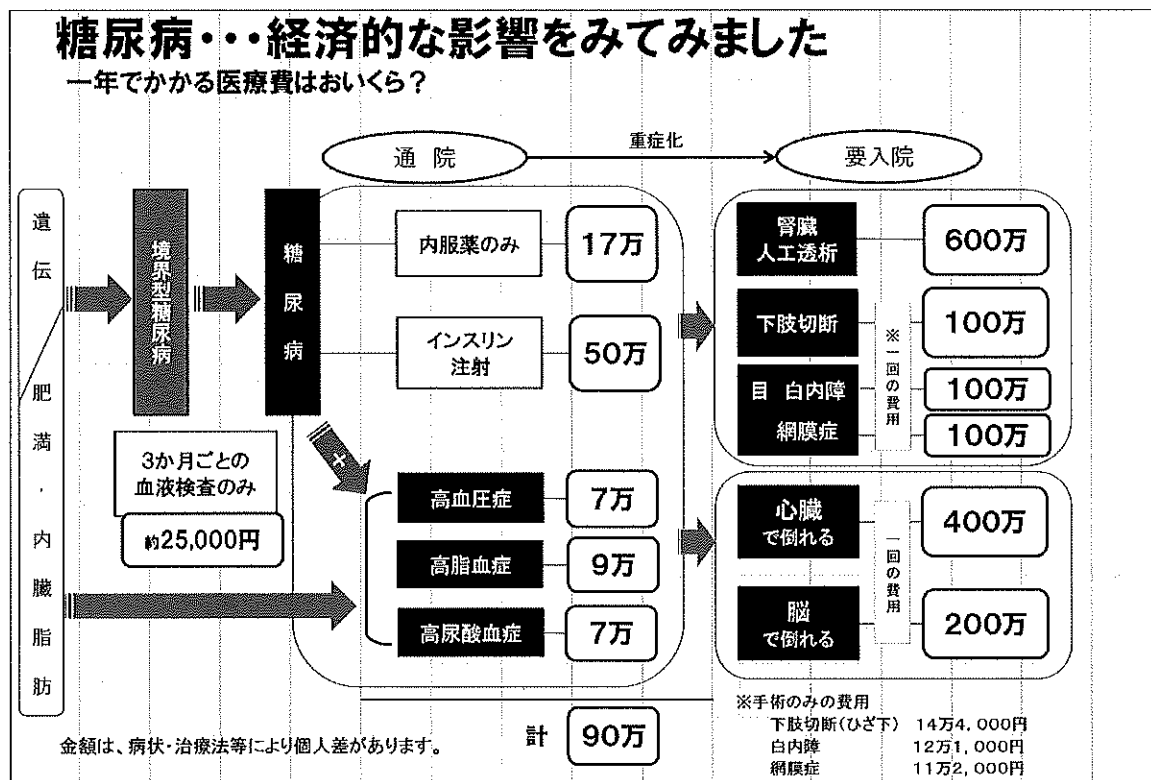 糖尿病・・・経済的な影響をみてみました
一年でかかる医療費はおいくら？
通 院
重症化
要入院
遺伝
肥満・内臓脂肪
境界型糖尿病
3か月ごとの
血液検査のみ
約25,000円
糖尿病
内服薬のみ
17万
インスリン
注射
50万
+
高血圧症
7万
高脂血症
9万
高尿酸血症
7万
計
90万
腎臓
人工透析
600万
下肢切断
100万
目 白内障
100万
網膜症
100万
※一回の費用
心臓
で倒れる
400万
脳
で倒れる
200万
一回の費用
※手術のみの費用
下肢切断(ひざ下) 14万4,000円
白内障 12万1,000円
網膜症 11万2,000円
金額は、病状・治療法等により個人差があります。